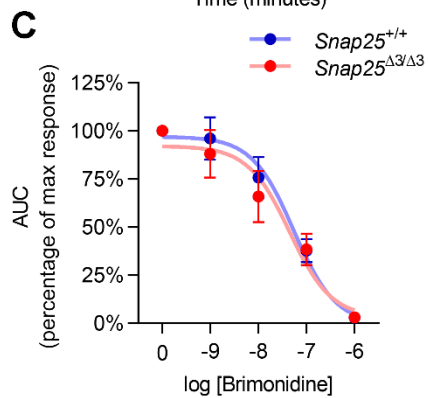 Time (minutes)
C
Snap25+/+
Snap25Δ3/Δ3
125%
100%
75%
50%
25%
0%
AUC
(percentage of max response)
0 -9 -8 -7 -6
log [Brimonidine]